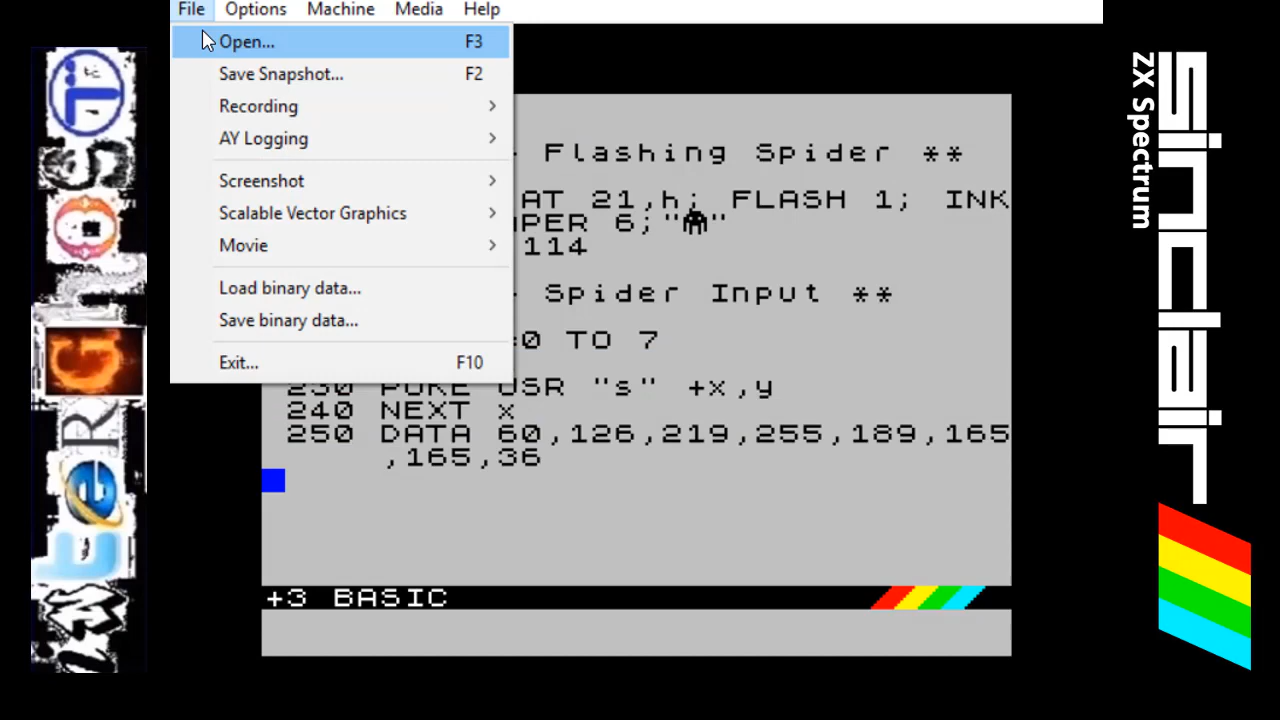 File Options Machine Media Help
Open... F3
Save Snapshot... F2
Recording
AY Logging
Screenshot
Scalable Vector Graphics
Movie
Load binary data...
Save binary data...
Exit... F10
Flashing Spider **
AT 21,h; FLASH 1; INK
PER 6;" "
114
Spider Input **
0 TO 7
230 POKE USR "s" +x,y
240 NEXT x
250 DATA 60,126,219,255,189,165
,165,36
+3 BASIC
sinclair
ZX Spectrum